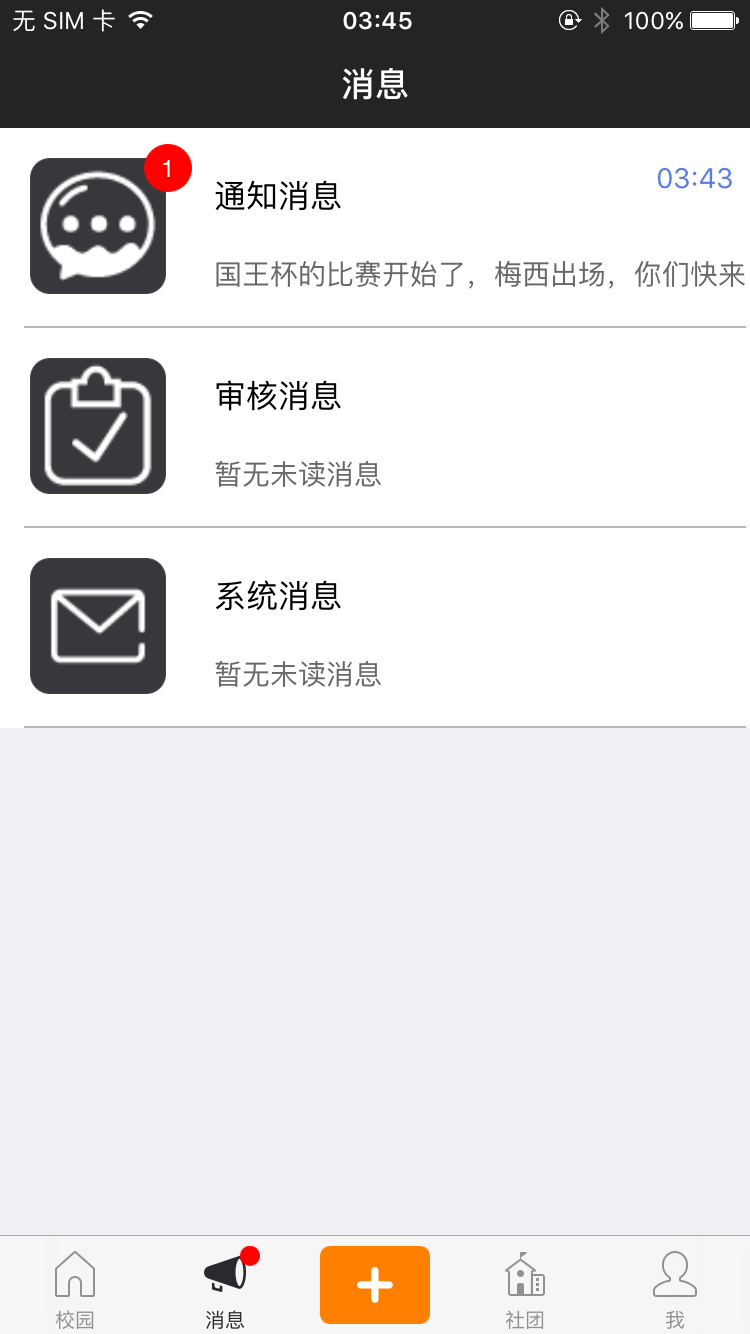 无 SIM 卡 03:45 100%
消息
1
通知消息 03:43
国王杯的比赛开始了，梅西出场，你们快来
审核消息
暂无未读消息
系统消息
暂无未读消息
校园 消息 社团 我